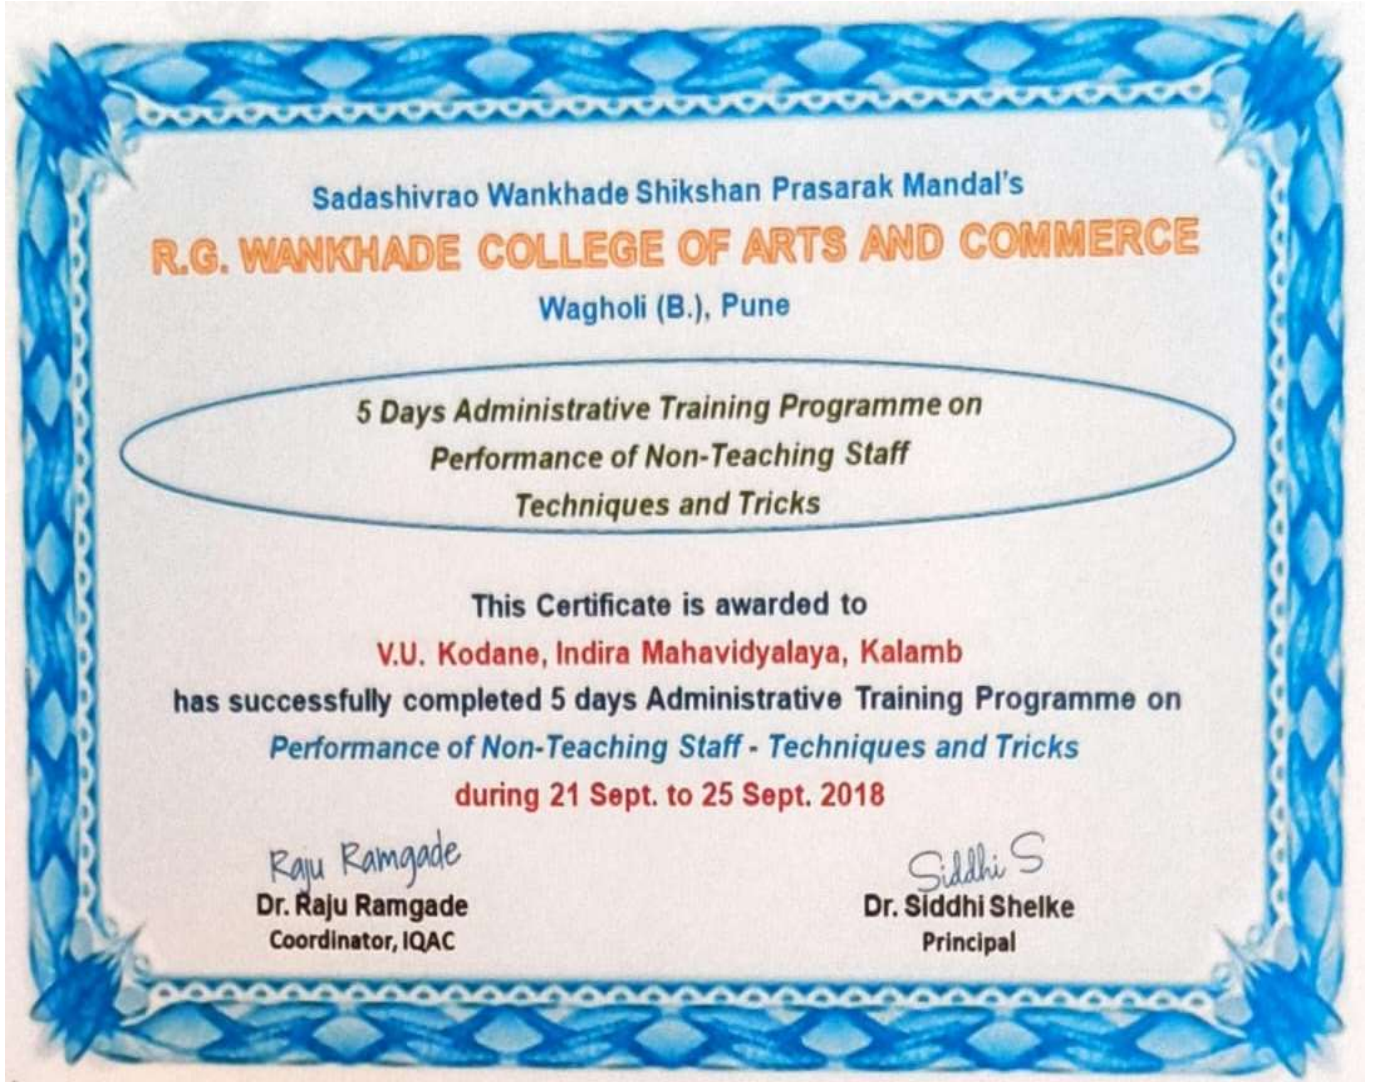 Sadashivrao Wankhade Shikshan Prasarak Mandal's
R.G. WANKHADE COLLEGE OF ARTS AND COMMERCE
Wagholi (B.), Pune
5 Days Administrative Training Programme on
Performance of Non-Teaching Staff
Techniques and Tricks
This Certificate is awarded to
V.U. Kodane, Indira Mahavidyalaya, Kalamb
has successfully completed 5 days Administrative Training Programme on
Performance of Non-Teaching Staff - Techniques and Tricks
during 21 Sept. to 25 Sept. 2018
Raju Ramgade
Siddhi S
Dr. Raju Ramgade
Dr. Siddhi Shelke
Coordinator, IQAC
Principal